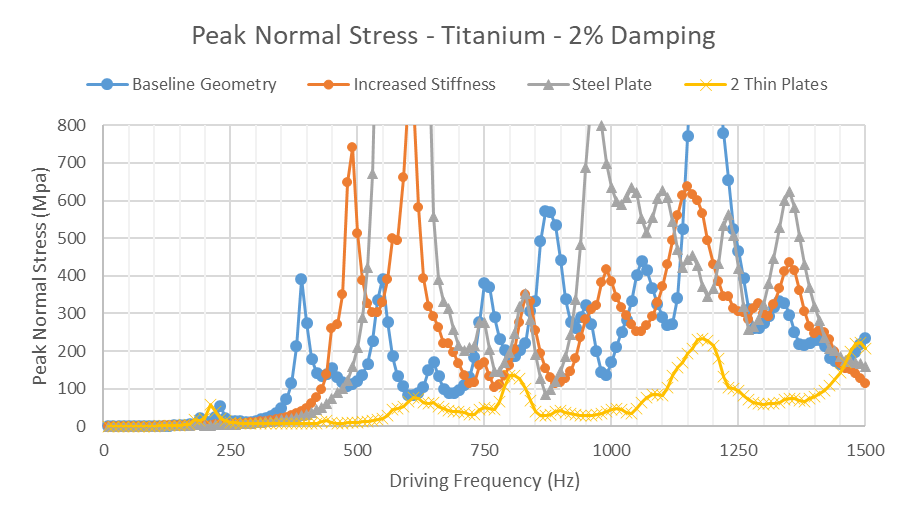 Peak Normal Stress - Titanium - 2% Damping
Baseline Geometry Increased Stiffness Steel Plate 2 Thin Plates
800
700
600
500
400
300
200
100
0
Peak Normal Stress (Mpa)
0 250 500 750 1000 1250 1500
Driving Frequency (Hz)